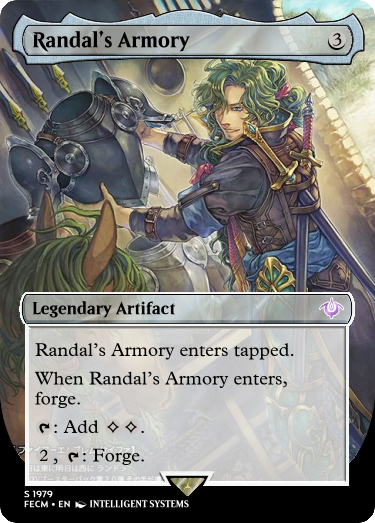 Randal's Armory 3
Legendary Artifact
Randal's Armory enters tapped.
When Randal's Armory enters,
forge.
: Add ✧✧.
2 , : Forge.
S 1979
FECM • EN INTELLIGENT SYSTEMS